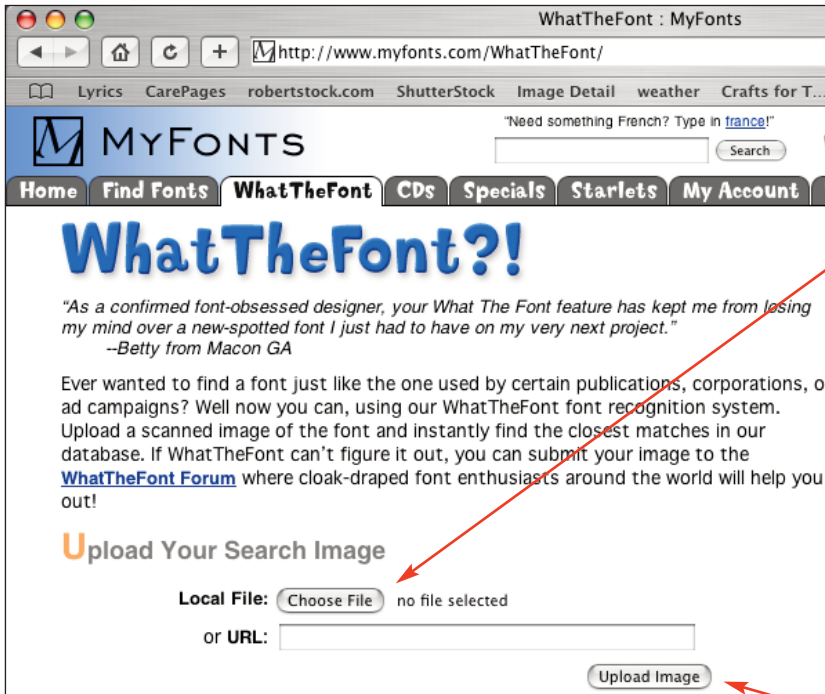 WhatTheFont : MyFonts
http://www.myfonts.com/WhatTheFont/
Lyrics CarePages robertstock.com ShutterStock Image Detail weather Crafts for T...
MYFONTS
"Need something French? Type in france!"
Search
Home Find Fonts WhatTheFont CDs Specials Starlets My Account
WhatTheFont?!
“As a confirmed font-obsessed designer, your What The Font feature has kept me from losing
my mind over a new-spotted font I just had to have on my very next project.”
--Betty from Macon GA
Ever wanted to find a font just like the one used by certain publications, corporations, o
ad campaigns? Well now you can, using our WhatTheFont font recognition system.
Upload a scanned image of the font and instantly find the closest matches in our
database. If WhatTheFont can’t figure it out, you can submit your image to the
WhatTheFont Forum where cloak-draped font enthusiasts around the world will help you
out!
Upload Your Search Image
Local File: Choose File no file selected
or URL:
Upload Image